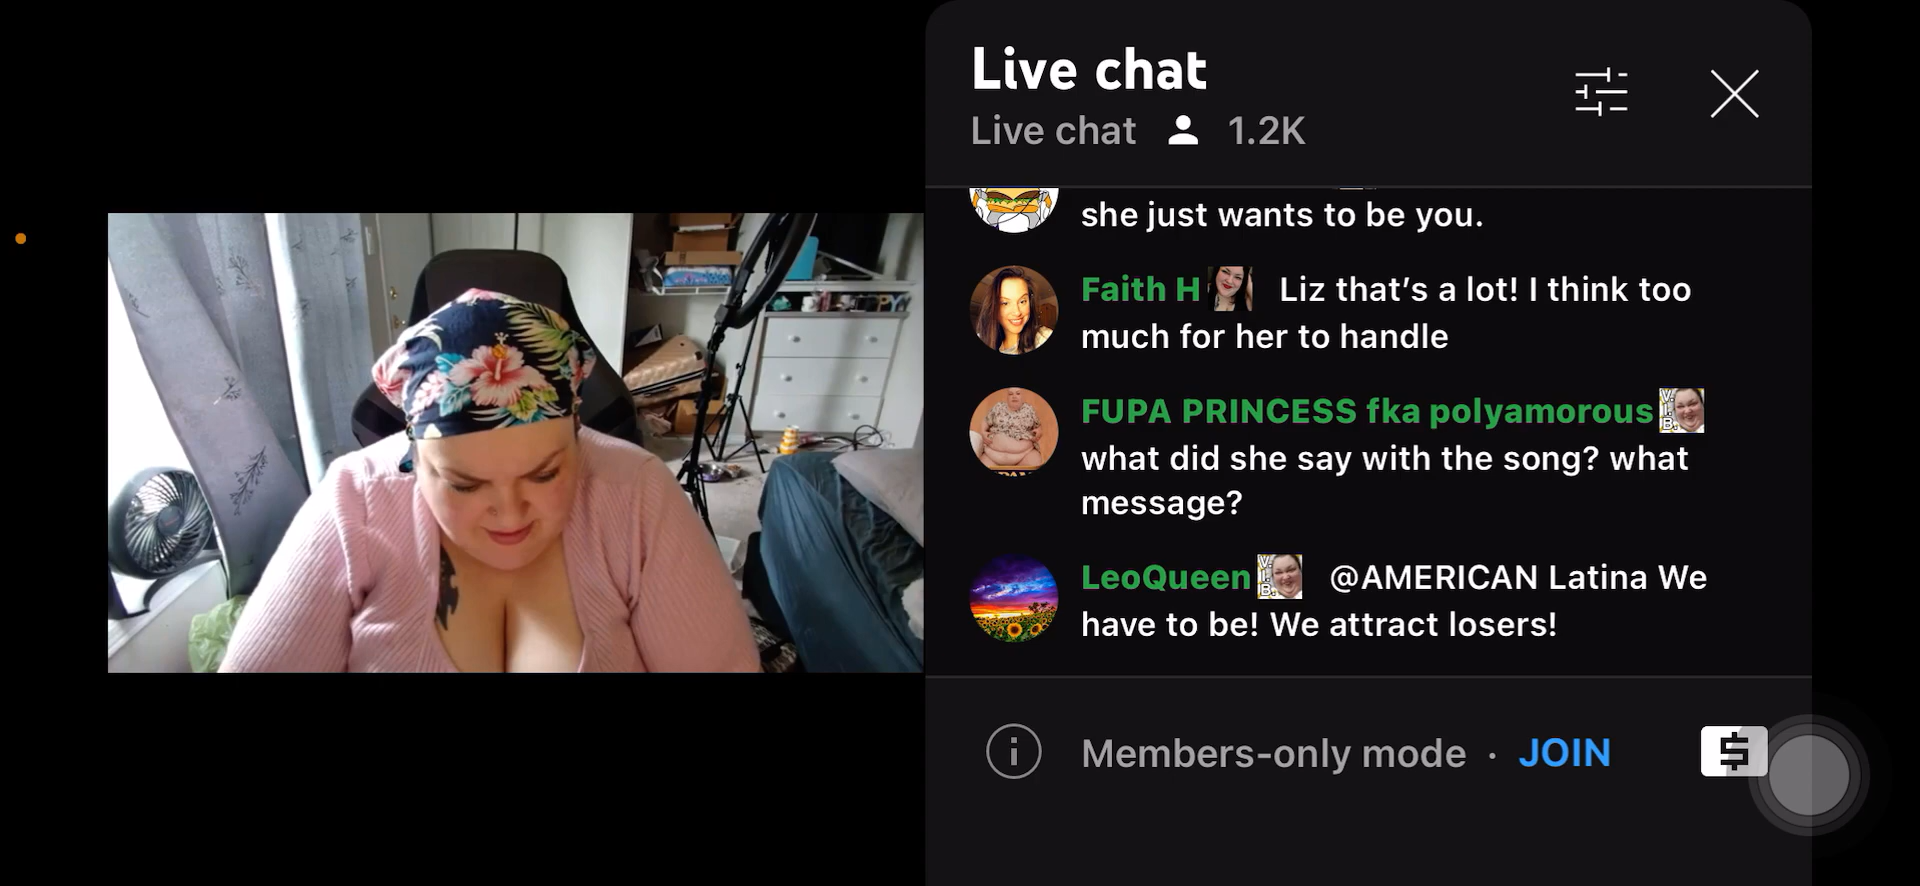 Live chat
Live chat 1.2K
she just wants to be you.
Faith H Liz that’s a lot! I think too
much for her to handle
FUPA PRINCESS fka polyamorous
what did she say with the song? what
message?
LeoQueen @AMERICAN Latina We
have to be! We attract losers!
Members-only mode · JOIN
$